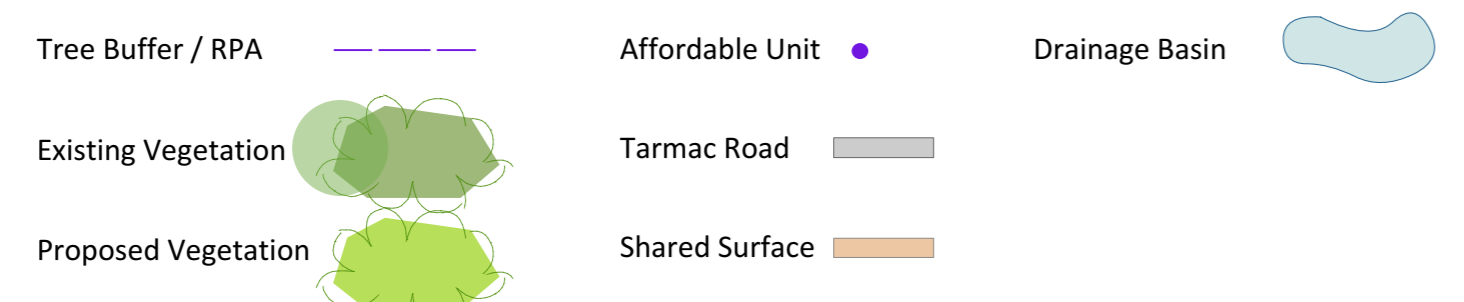 Tree Buffer / RPA
Affordable Unit
Drainage Basin
Existing Vegetation
Tarmac Road
Proposed Vegetation
Shared Surface